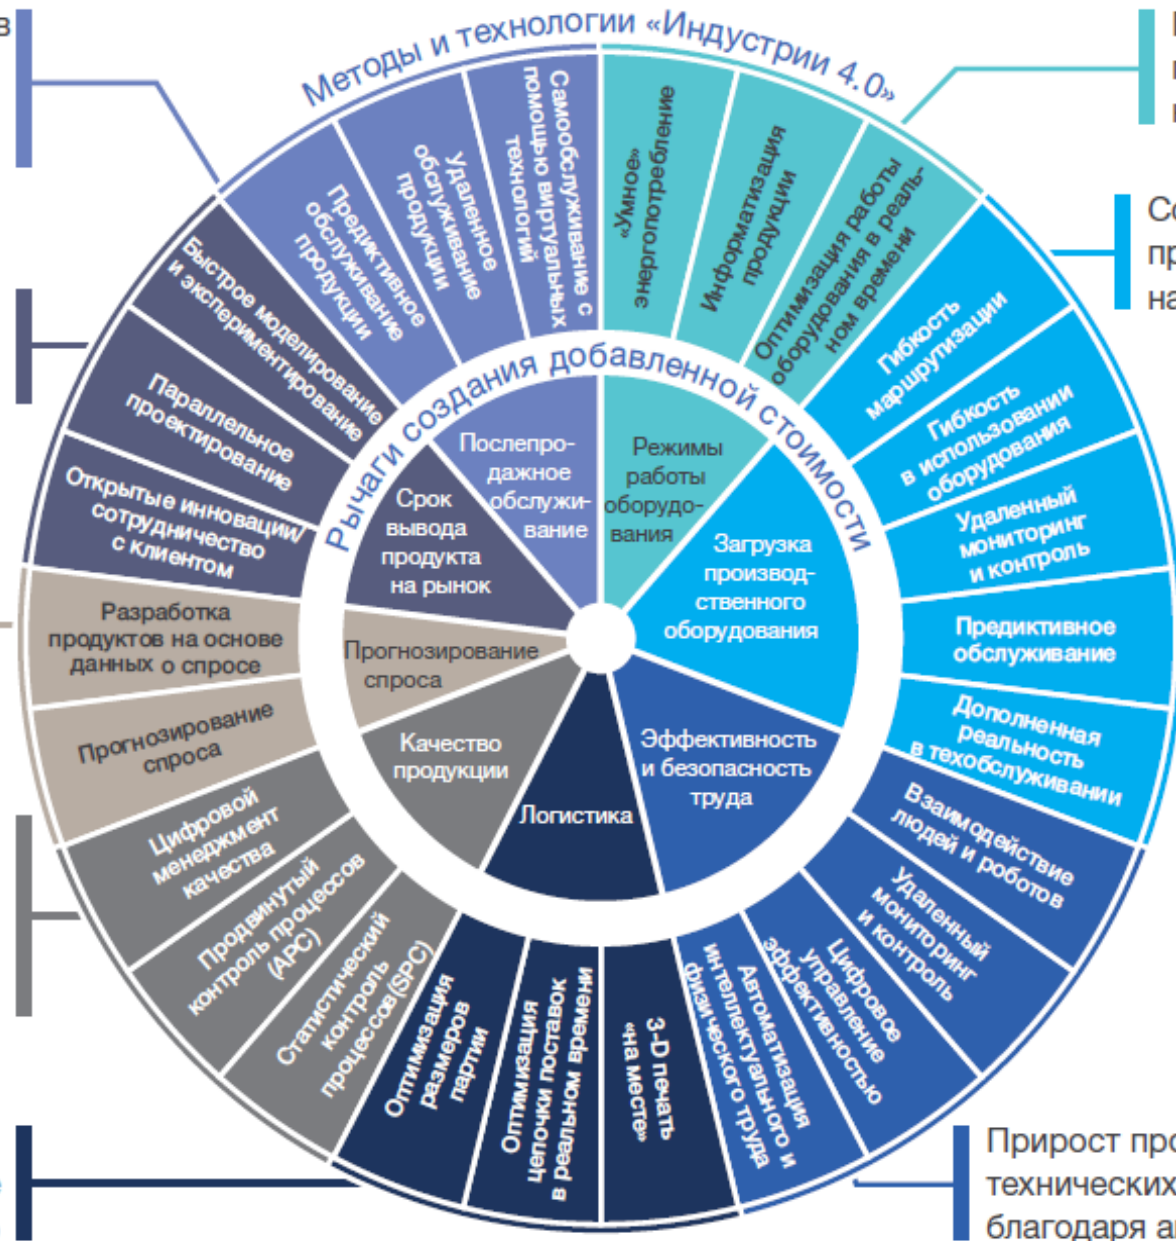 в
Методы и технологии «Индустрии 4.0»
Самообслуживание с
помощью виртуальных
технологий
Удаленное
обслуживание
продукции
Предиктивное
обслуживание
продукции
«Умное»
энергопотребление
Информатизация
продукции
Оптимизация работы
оборудования в реаль-
ном времени
Гибкость
маршрутизации
Гибкость
в использовании
оборудования
Удаленный
мониторинг
и контроль
Предиктивное
обслуживание
Дополненная
реальность
в техобслуживании
Взаимодействие
людей и роботов
Удаленный
мониторинг
и контроль
Цифровое
управление
эффективностью
Автоматизация
интеллектуального и
физического труда
3-D печать
«на месте»
Оптимизация
цепочки поставок
в реальном времени
Оптимизация
размеров
партии
Статистический
контроль
процессов(SPC)
Продвинутый
контроль процессов
(APC)
Цифровой
менеджмент
качества
Прогнозирование
спроса
Разработка
продуктов на основе
данных о спросе
Открытые инновации/
сотрудничество
с клиентом
Параллельное
проектирование
Быстрое моделирование
и экспериментирование
Рычаги создания добавленной стоимости
Послепро-
дажное
обслужи-
вание
Режимы
работы
оборудо-
вания
Загрузка
производ-
ственного
оборудования
Эффективность
и безопасность
труда
Логистика
Качество
продукции
Прогнозирование
спроса
Срок
вывода
продукта
на рынок
Со
пр
на
Прирост про
технических
благодаря а